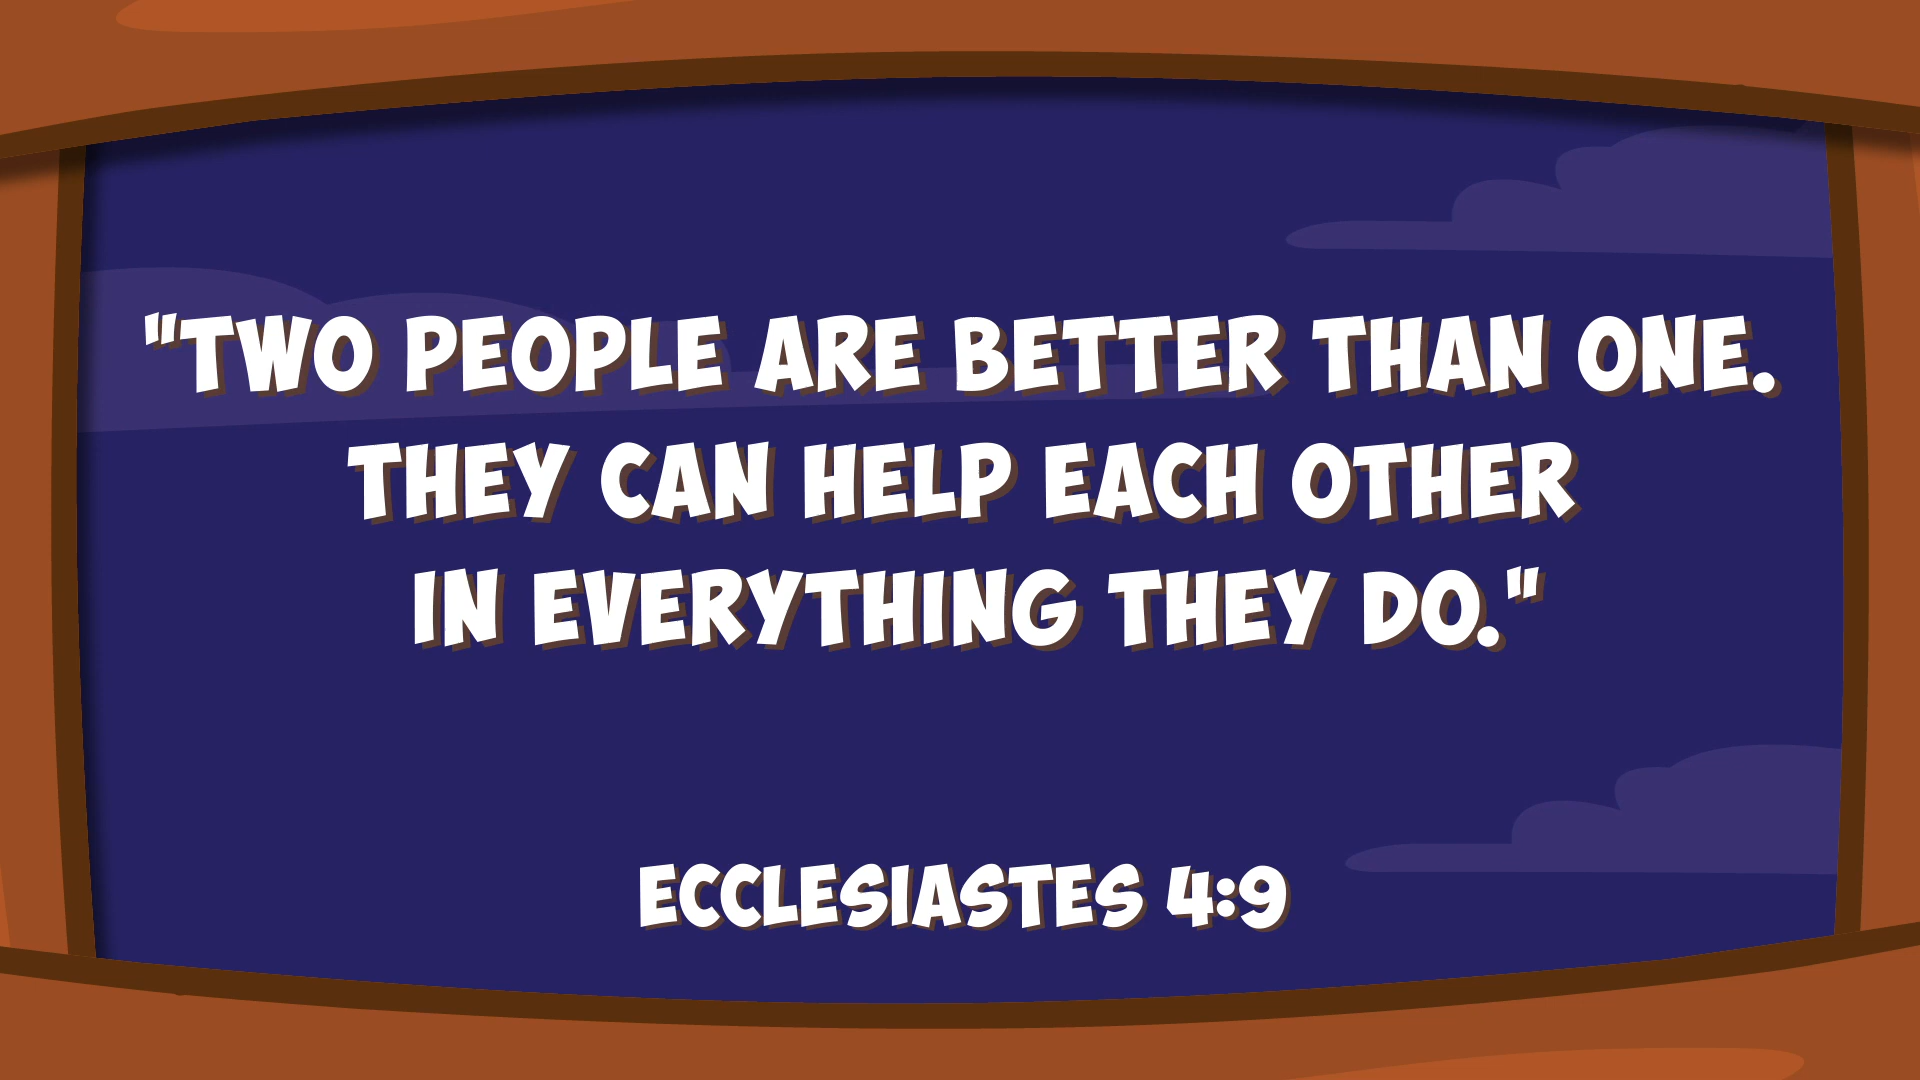 "TWO PEOPLE ARE BETTER THAN ONE.
THEY CAN HELP EACH OTHER
IN EVERYTHING THEY DO."
ECCLESIASTES 4:9